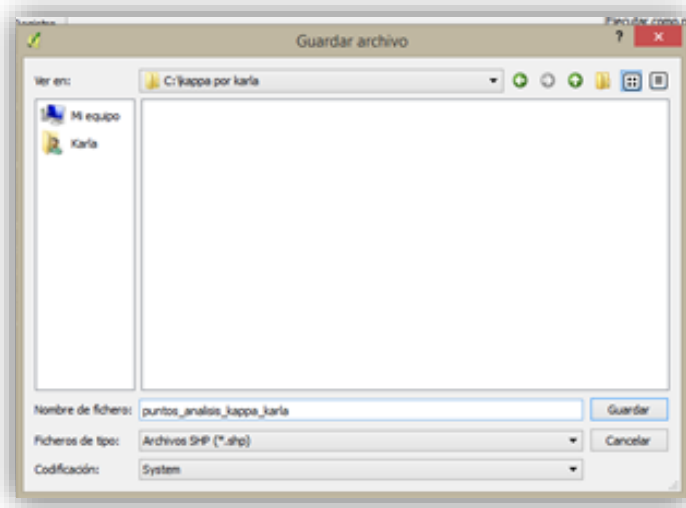 Ejecutar como p
Guardar archivo
Ver en:
C:\kappa por karla
Mi equipo
Karla
Nombre de fichero:
puntos_analisis_kappa_karla
Guardar
Ficheros de tipo:
Archivos SHP (*.shp)
Cancelar
Codificación:
System